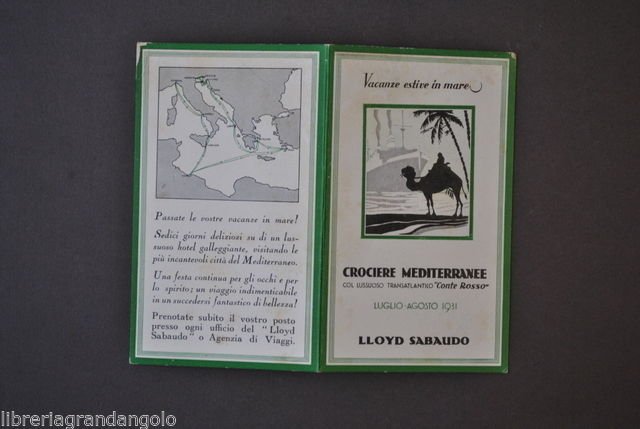 Passate le vostre vacanze in mare!
Sedici giorni deliziosi su di un lus-
suoso hotel galleggiante, visitando le
più incantevoli città del Mediterraneo.
Una festa continua per gli occhi e per
lo spirito; un viaggio indimenticabile
in un succedersi fantastico di bellezza!
Prenotate subito il vostro posto
presso ogni ufficio del "Lloyd
Sabaudo" o Agenzia di Viaggi.
Vacanze estive in mare
CROCIERE MEDITERRANEE
COL LUSSUOSO TRANSATLANTICO "Conte Rosso"
LUGLIO-AGOSTO 1931
LLOYD SABAUDO
libreriagrandangolo